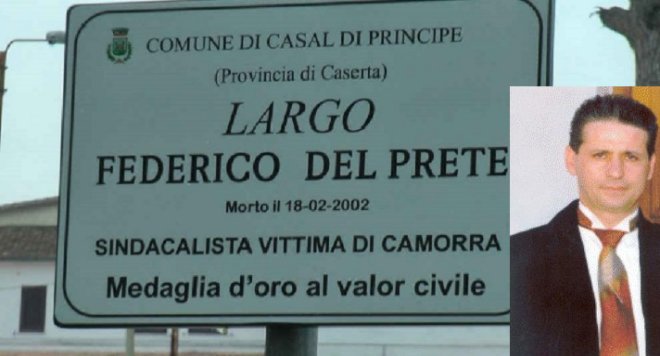 COMUNE DI CASAL DI PRINCIPE
(Provincia di Caserta)
LARGO
FEDERICO DEL PRETE
Morto il 18-02-2002
SINDACALISTA VITTIMA DI CAMORRA
Medaglia d'oro al valor civile